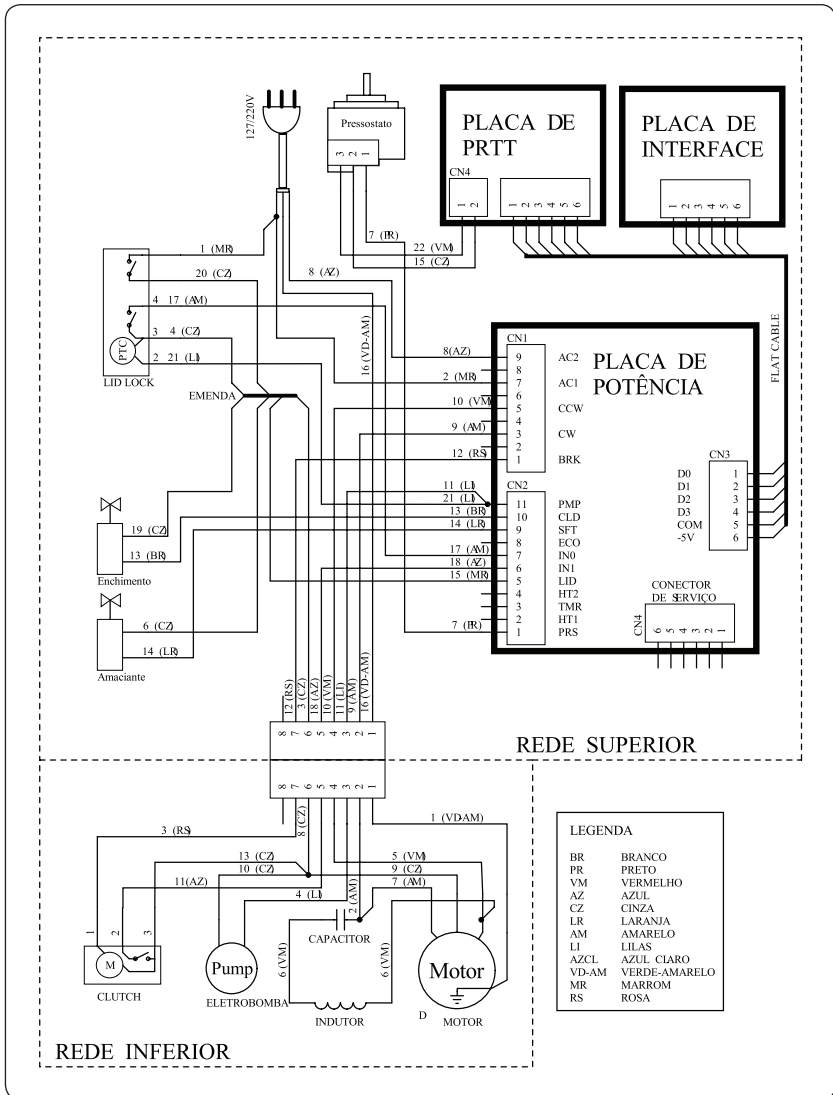 127/220V
Pressostato
3 2 1
PLACA DE
PRTT
CN4
1 2
1 2 3 4 5 6
PLACA DE
INTERFACE
1 2 3 4 5 6
1 (MR)
20 (CZ)
4 17 (AM)
3 4 (CZ)
2 21 (LI)
PTC
LID LOCK
EMENDA
7 (PR)
22 (VM)
15 (CZ)
8 (AZ)
16 (VD-AM)
FLAT CABLE
PLACA DE
POTÊNCIA
CN1
8(AZ) 9 AC2
8
2 (MR) 7 AC1
6
10 (VM) 5 CCW
4
9 (AM) 3 CW
2
12 (RS) 1 BRK
CN2
11 (LI)
21 (LI) 11 PMP
13 (BR) 10 CLD
14 (LR) 9 SFT
8 ECO
17 (AM) 7 IN0
18 (AZ) 6 IN1
15 (MR) 5 LID
4 HT2
3 TMR
2 HT1
7 (PR) 1 PRS
CN3
D0 1
D1 2
D2 3
D3 4
COM 5
-5V 6
CONECTOR
DE SERVIÇO
CN4
6 5 4 3 2 1
19 (CZ)
13 (BR)
Enchimento
6 (CZ)
14 (LR)
Amaciante
12 (RS)
3 (CZ)
18 (AZ)
10 (VM)
11 (LI)
9 (AM)
16 (VD-AM)
8 7 6 5 4 3 2 1
REDE SUPERIOR
8 7 6 5 4 3 2 1
8 (CZ)
1 (VD-AM)
3 (RS)
13 (CZ)
10 (CZ)
11(AZ)
4 (LI)
2 (AM)
5 (VM)
9 (CZ)
7 (AM)
1 2 3
M
CLUTCH
Pump
ELETROBOMBA
CAPACITOR
6 (VM)
6 (VM)
INDUTOR
Motor
D
MOTOR
REDE INFERIOR
LEGENDA
BR BRANCO
PR PRETO
VM VERMELHO
AZ AZUL
CZ CINZA
LR LARANJA
AM AMARELO
LI LILAS
AZCL AZUL CLARO
VD-AM VERDE-AMARELO
MR MARROM
RS ROSA